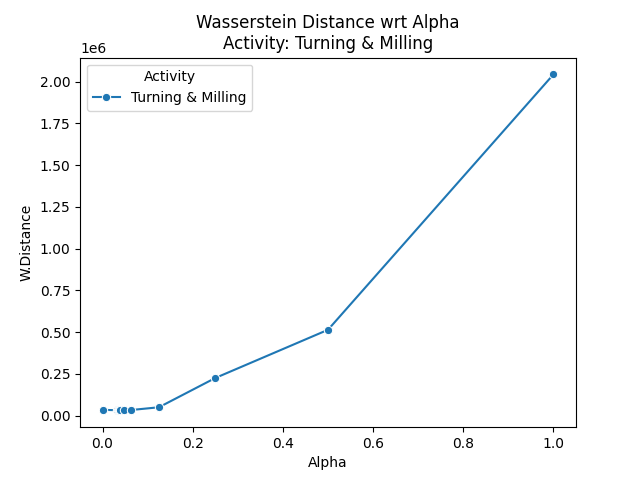 Wasserstein Distance wrt Alpha
Activity: Turning & Milling
1e6
Activity
Turning & Milling
2.00
1.75
1.50
1.25
1.00
0.75
0.50
0.25
0.00
W.Distance
0.0 0.2 0.4 0.6 0.8 1.0
Alpha